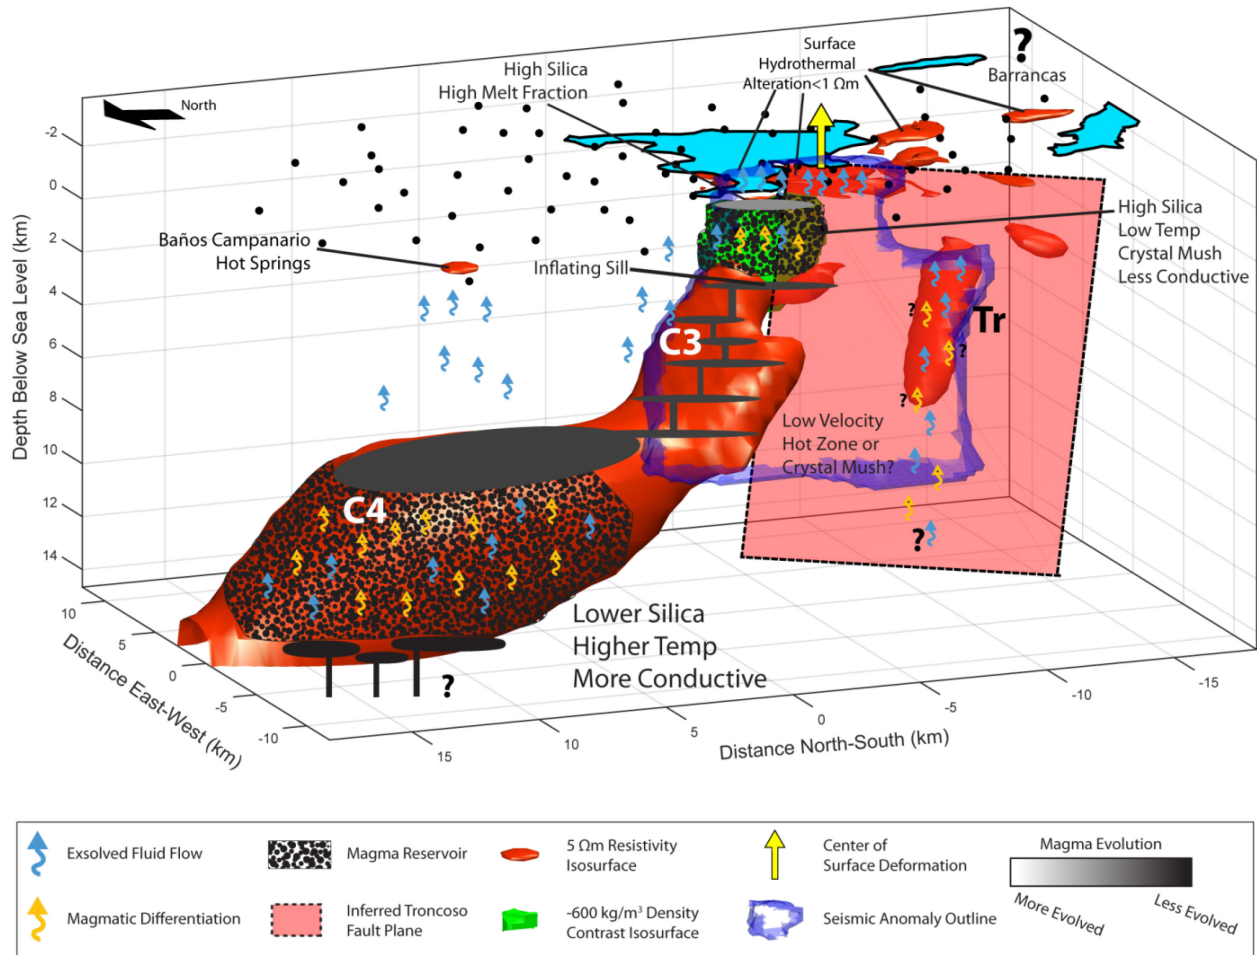 ?
Barrancas
Surface
Hydrothermal
Alteration<1 Ωm
High Silica
High Melt Fraction
North
Baños Campanario
Hot Springs
Inflating Sill
High Silica
Low Temp
Crystal Mush
Less Conductive
C3
Tr
?
?
?
Low Velocity
Hot Zone or
Crystal Mush?
?
C4
Lower Silica
Higher Temp
More Conductive
?
Depth Below Sea Level (km)
-2
0
2
4
6
8
10
12
14
Distance East-West (km)
10
5
0
-5
-10
Distance North-South (km)
15
10
5
0
-5
-10
-15
Exsolved Fluid Flow
Magma Reservoir
5 Ωm Resistivity
Isosurface
Center of
Surface Deformation
Magma Evolution
More Evolved
Less Evolved
Magmatic Differentiation
Inferred Troncoso
Fault Plane
-600 kg/m³ Density
Contrast Isosurface
Seismic Anomaly Outline